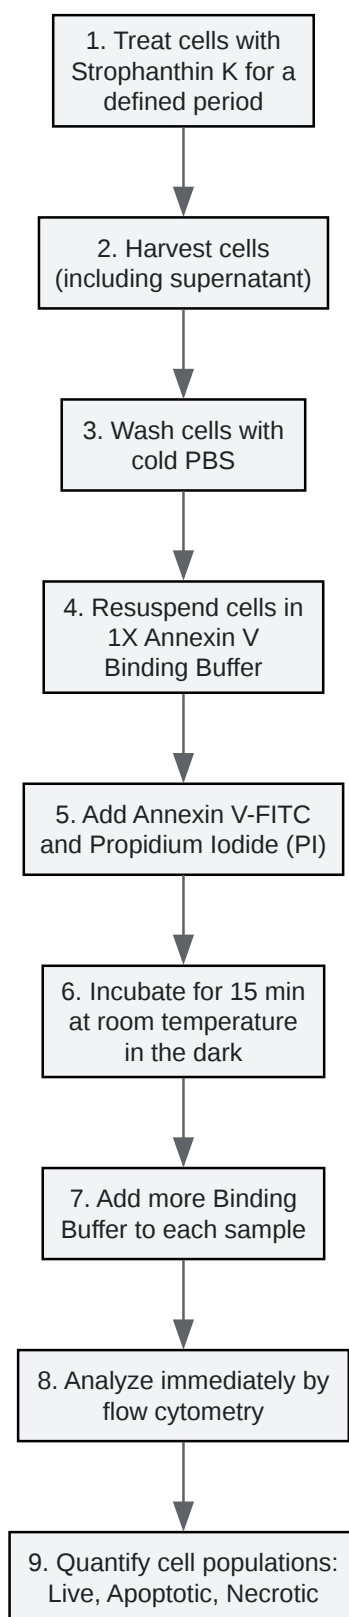 1. Treat cells with
Strophanthin K for a
defined period
2. Harvest cells
(including supernatant)
3. Wash cells with
cold PBS
4. Resuspend cells in
1X Annexin V
Binding Buffer
5. Add Annexin V-FITC
and Propidium Iodide (PI)
6. Incubate for 15 min
at room temperature
in the dark
7. Add more Binding
Buffer to each sample
8. Analyze immediately by
flow cytometry
9. Quantify cell populations:
Live, Apoptotic, Necrotic